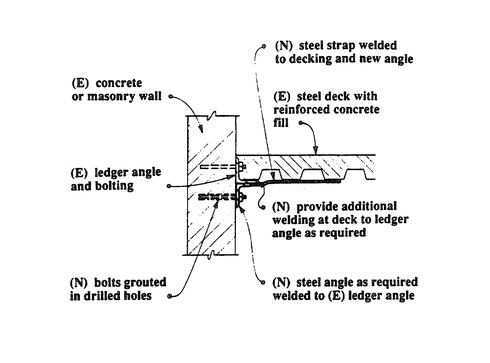 (N) steel strap welded
to decking and new angle
(E) concrete
or masonry wall
(E) steel deck with
reinforced concrete
fill
(E) ledger angle
and bolting
(N) provide additional
welding at deck to ledger
angle as required
(N) bolts grouted
in drilled holes
(N) steel angle as required
welded to (E) ledger angle